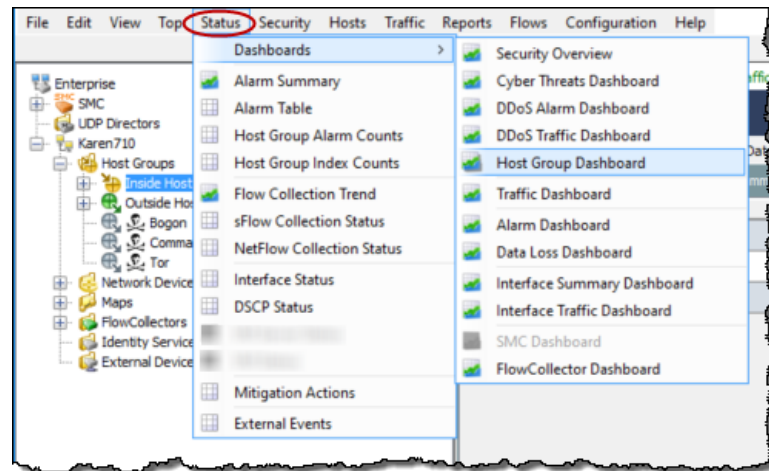 File Edit View Top Status Security Hosts Traffic Reports Flows Configuration Help
Enterprise
SMC
SMC
UDP Directors
Karen710
Host Groups
Inside Host
Outside Hos
Bogon
Comma
Tor
Network Device
Maps
FlowCollectors
Identity Service
External Device
Dashboards >
Alarm Summary
Alarm Table
Host Group Alarm Counts
Host Group Index Counts
Flow Collection Trend
sFlow Collection Status
NetFlow Collection Status
Interface Status
DSCP Status
Mitigation Actions
External Events
Security Overview
Cyber Threats Dashboard
DDoS Alarm Dashboard
DDoS Traffic Dashboard
Host Group Dashboard
Traffic Dashboard
Alarm Dashboard
Data Loss Dashboard
Interface Summary Dashboard
Interface Traffic Dashboard
SMC Dashboard
FlowCollector Dashboard
affic
Dat